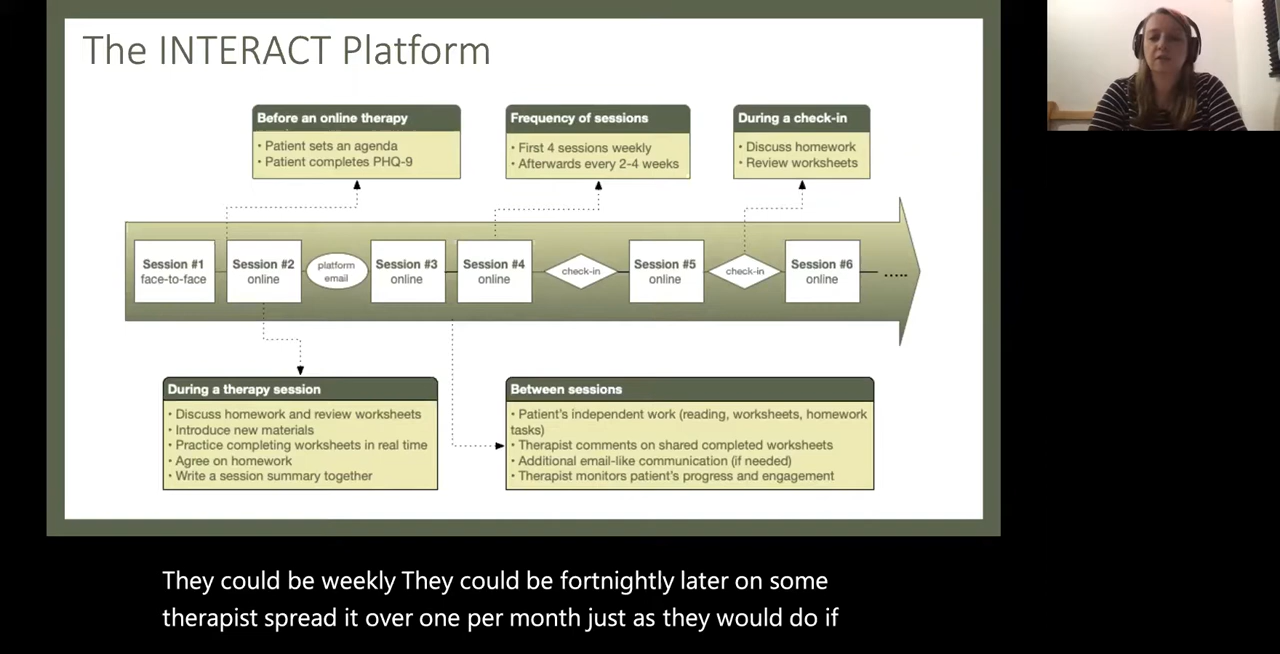 The INTERACT Platform
Before an online therapy
• Patient sets an agenda
• Patient completes PHQ-9
Frequency of sessions
• First 4 sessions weekly
• Afterwards every 2-4 weeks
During a check-in
• Discuss homework
• Review worksheets
Session #1
face-to-face
Session #2
online
platform
email
Session #3
online
Session #4
online
check-in
Session #5
online
check-in
Session #6
online
.....
During a therapy session
• Discuss homework and review worksheets
• Introduce new materials
• Practice completing worksheets in real time
• Agree on homework
• Write a session summary together
Between sessions
• Patient's independent work (reading, worksheets, homework
tasks)
• Therapist comments on shared completed worksheets
• Additional email-like communication (if needed)
• Therapist monitors patient's progress and engagement
They could be weekly They could be fortnightly later on some
therapist spread it over one per month just as they would do if